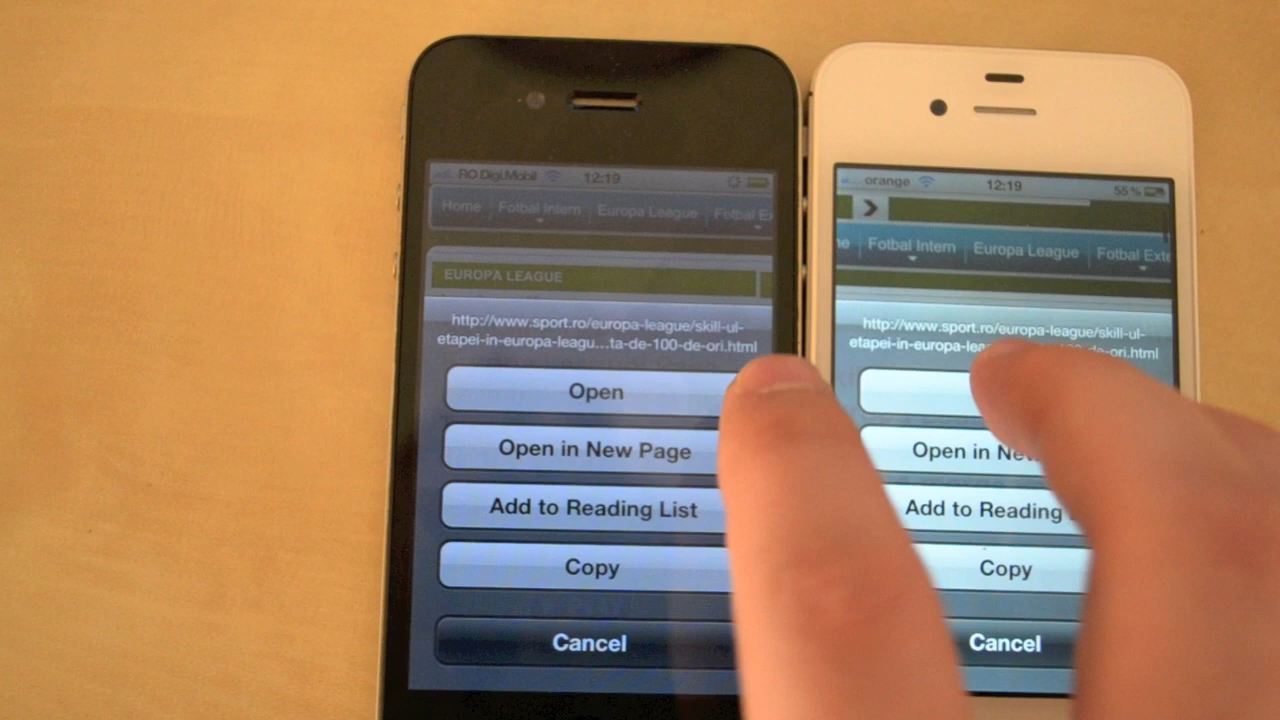 RO Digi.Mobil 12:19
Home Fotbal Intern Europa League Fotbal Ex
EUROPA LEAGUE
http://www.sport.ro/europa-league/skill-ul-
etapei-in-europa-leagu...ta-de-100-de-ori.html
Open
Open in New Page
Add to Reading List
Copy
Cancel
orange 12:19 55 %
ne Fotbal Intern Europa League Fotbal Exte
http://www.sport.ro/europa-league/skill-ul-
etapei-in-europa-lea 100-de-ori.html
Open in New
Add to Reading
Copy
Cancel